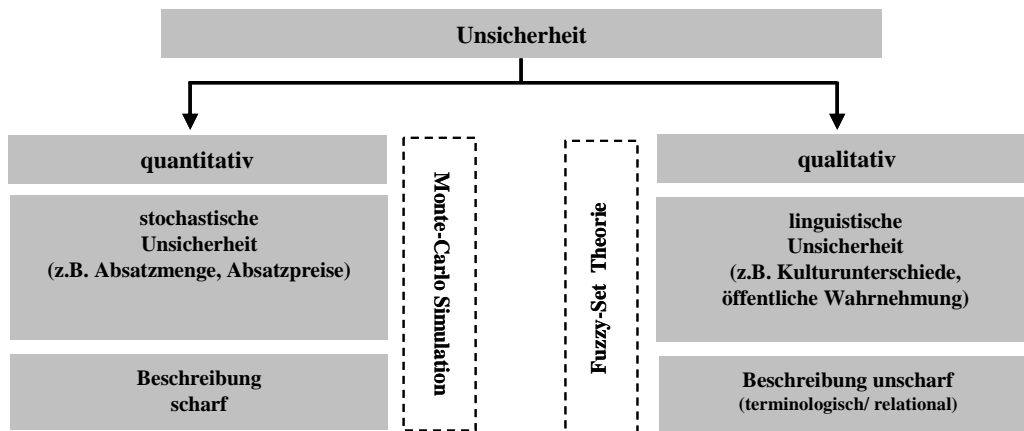 Unsicherheit
quantitativ
stochastische
Unsicherheit
(z.B. Absatzmenge, Absatzpreise)
Beschreibung
scharf
Monte-Carlo Simulation
Fuzzy-Set Theorie
qualitativ
linguistische
Unsicherheit
(z.B. Kulturunterschiede,
öffentliche Wahrnehmung)
Beschreibung unscharf
(terminologisch/ relational)